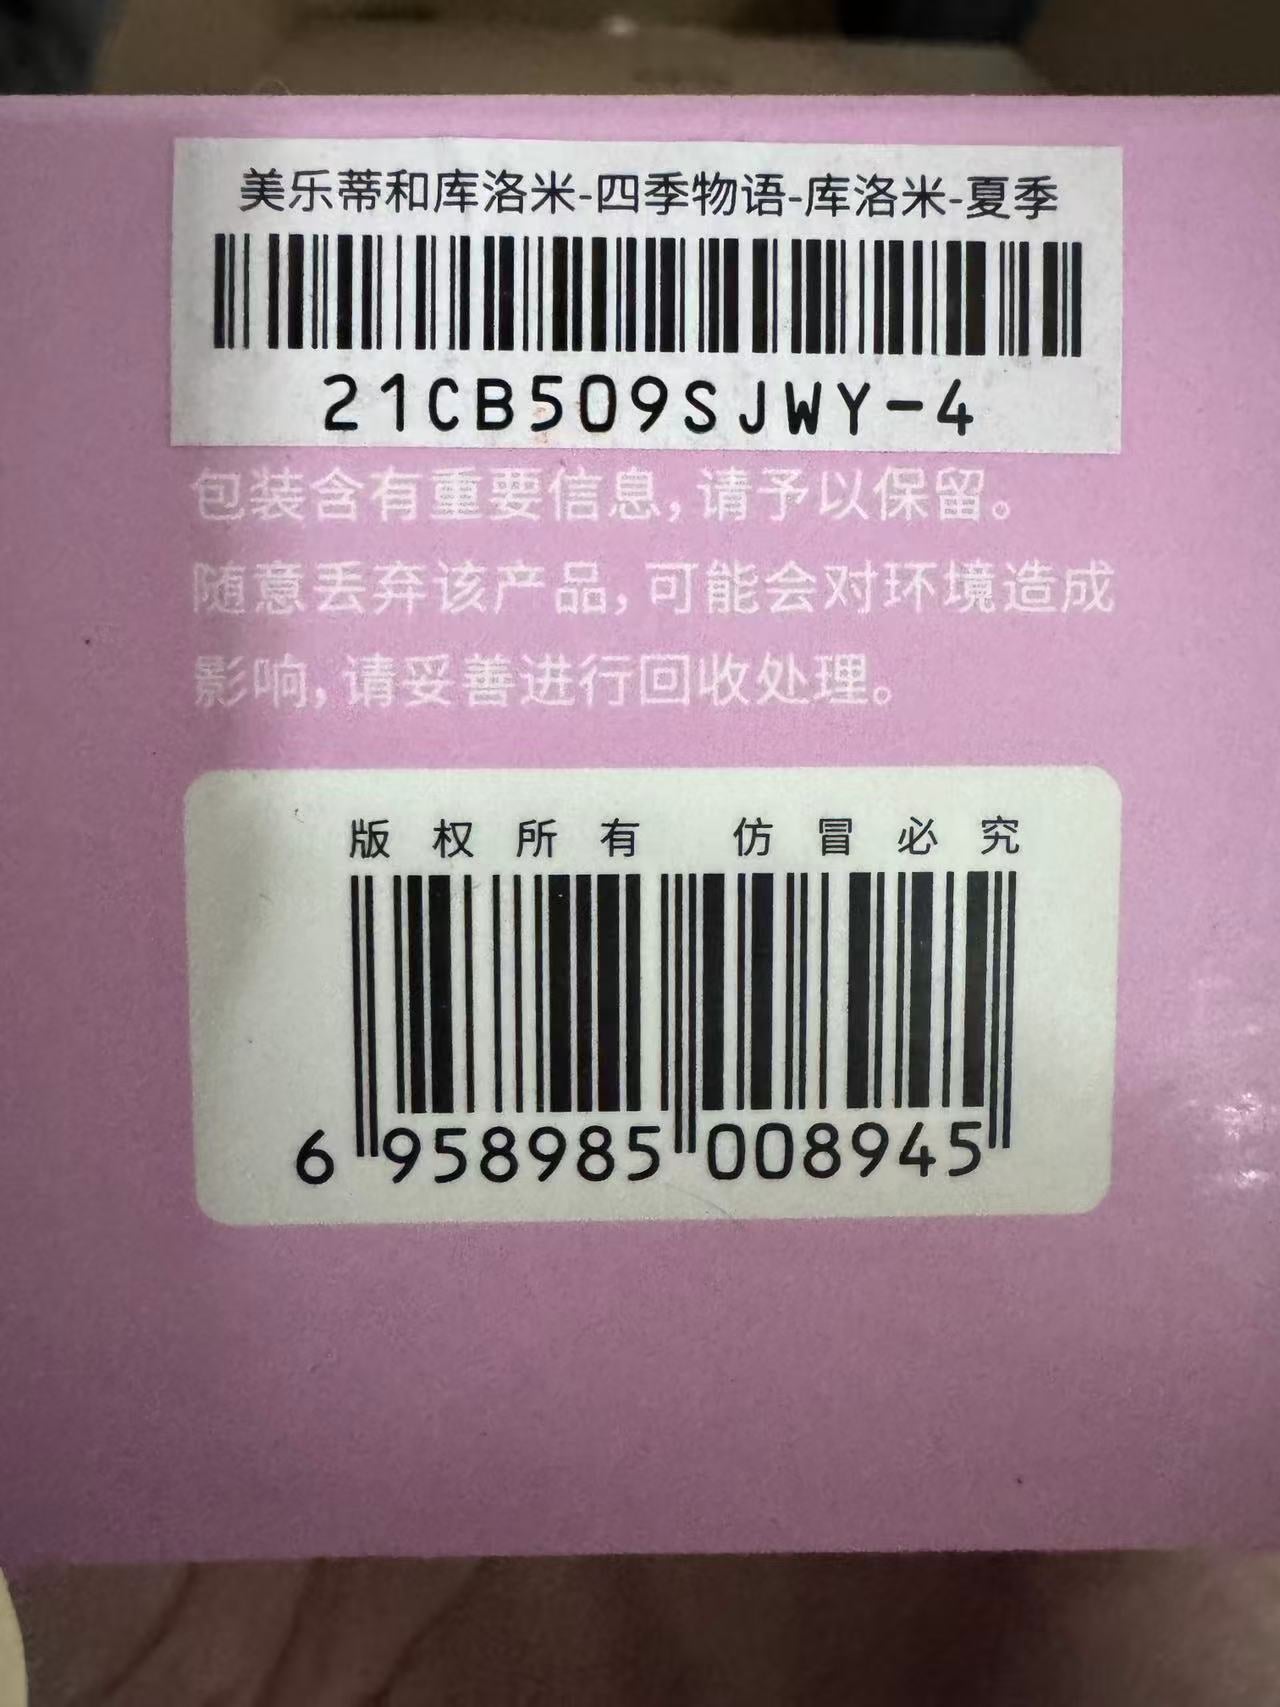 美乐蒂和库洛米-四季物语-库洛米-夏季
21CB509SJWY-4
包装含有重要信息，请予以保留。
随意丢弃该产品，可能会对环境造成
影响，请妥善进行回收处理。
版权所有 仿冒必究
6 958985 008945